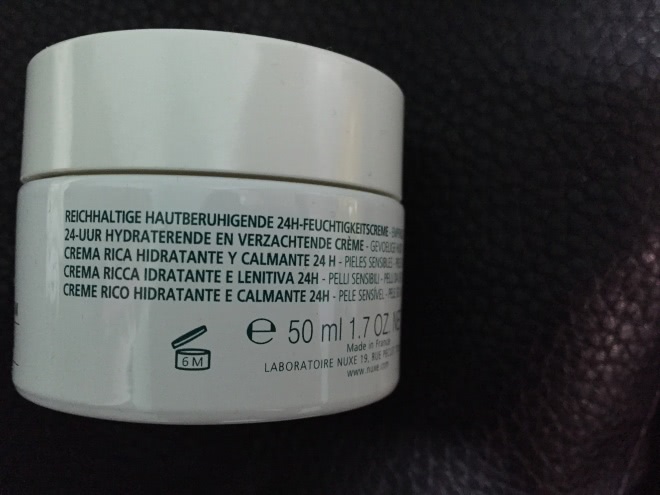 REICHHALTIGE HAUTBERUHIGENDE 24H-FEUCHTIGKEITSCREME -
24-UUR HYDRATERENDE EN VERZACHTENDE CRÈME - GEVOELIGE
CREMA RICA HIDRATANTE Y CALMANTE 24 H - PIELES SENSIBLES -
CREMA RICCA IDRATANTE E LENITIVA 24H - PELLI SENSIBILI -
CREME RICO HIDRATANTE E CALMANTE 24H - PELE SENSÍVEL -
6 M
e 50 ml 1.7 OZ.
Made in France
LABORATOIRE NUXE 19, RUE
www.nuxe.com